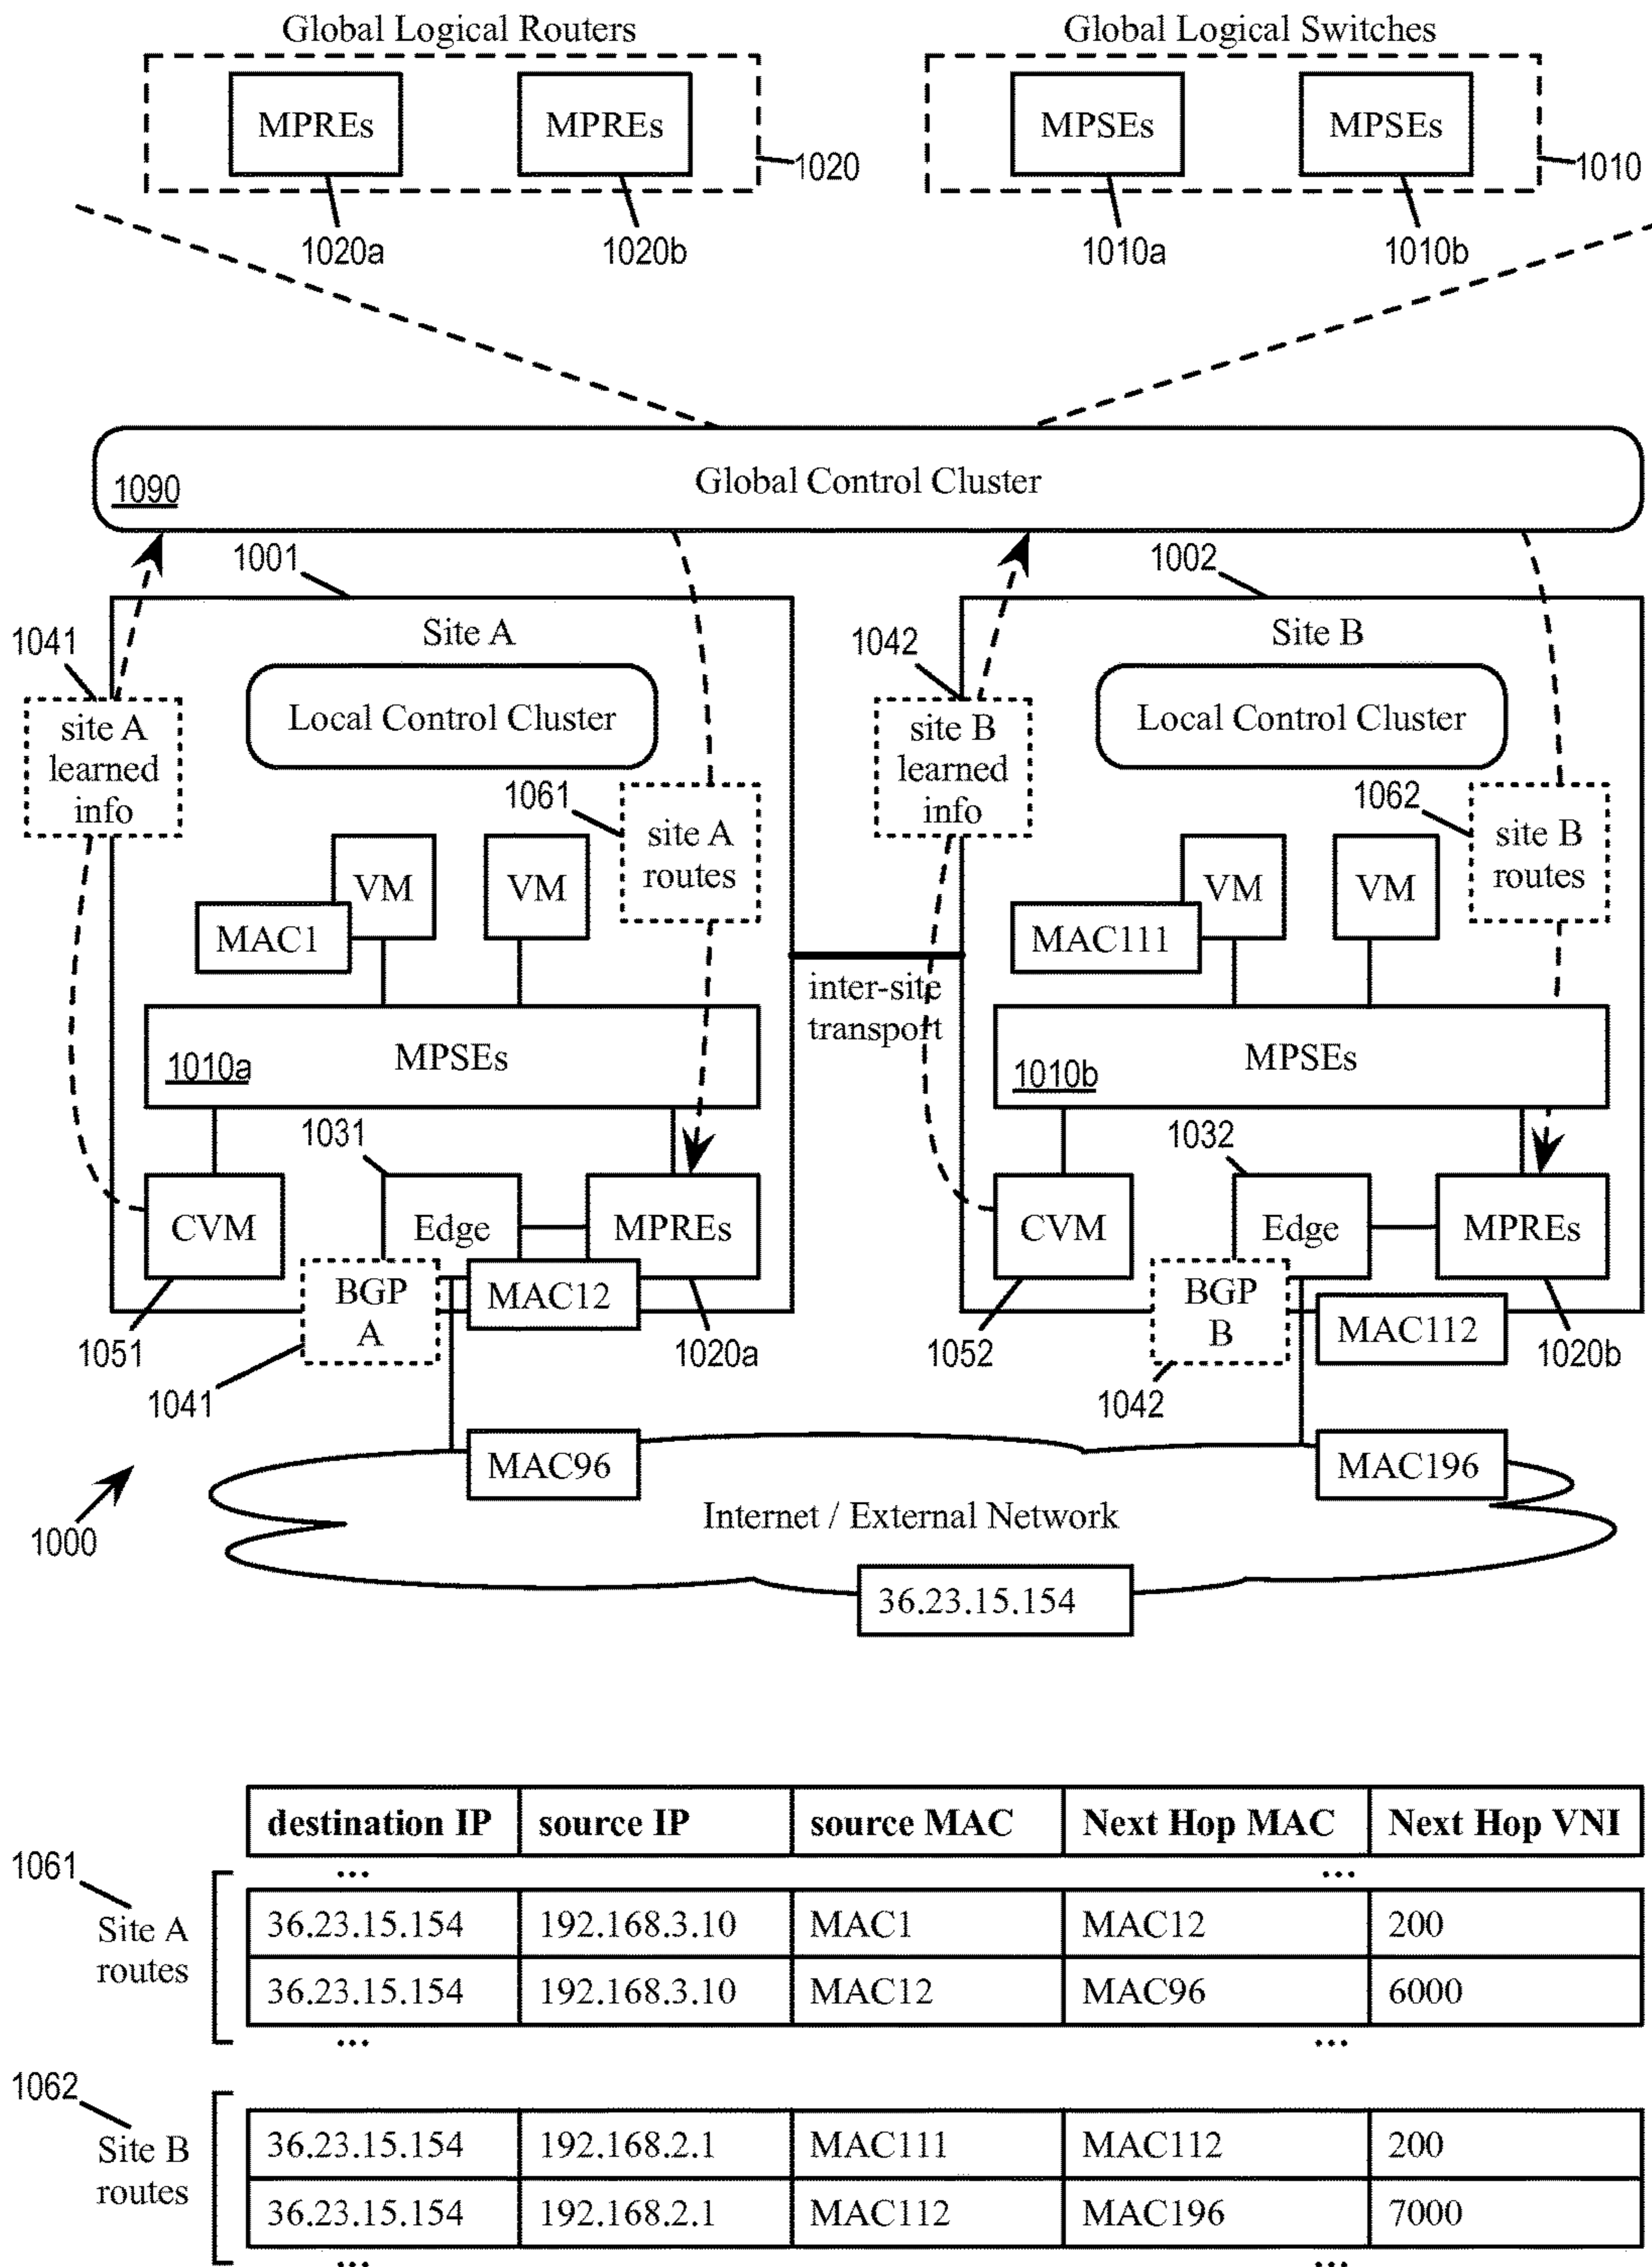 Global Logical Routers
Global Logical Switches
MPREs
MPREs
1020
MPSEs
MPSEs
1010
1020a
1020b
1010a
1010b
1090
Global Control Cluster
1001
1002
1041
Site A
1042
Site B
site A
learned
info
Local Control Cluster
site B
learned
info
Local Control Cluster
1061
1062
VM
VM
site A
routes
VM
VM
site B
routes
MAC1
MAC111
inter-site
transport
1010a
MPSEs
1010b
MPSEs
1031
1032
CVM
Edge
MPREs
CVM
Edge
MPREs
BGP
A
MAC12
BGP
B
MAC112
1051
1020a
1052
1020b
1041
1042
MAC96
MAC196
1000
Internet / External Network
36.23.15.154
destination IP source IP source MAC Next Hop MAC Next Hop VNI
... ...
1061
Site A
routes
36.23.15.154 192.168.3.10 MAC1 MAC12 200
36.23.15.154 192.168.3.10 MAC12 MAC96 6000
... ...
1062
Site B
routes
36.23.15.154 192.168.2.1 MAC111 MAC112 200
36.23.15.154 192.168.2.1 MAC112 MAC196 7000
... ...